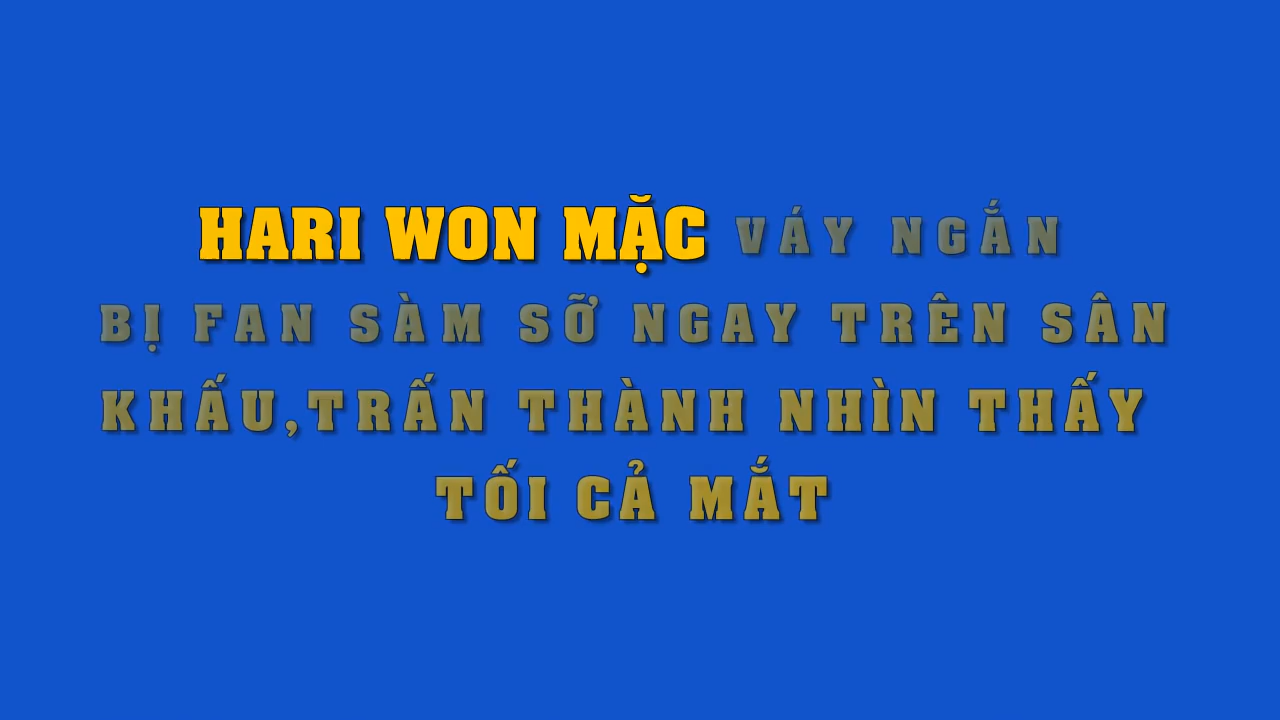 HARI WON MẶC VÁY NGẮN
BỊ FAN SÀM SỠ NGAY TRÊN SÂN
KHẤU,TRẤN THÀNH NHÌN THẤY
TỐI CẢ MẮT